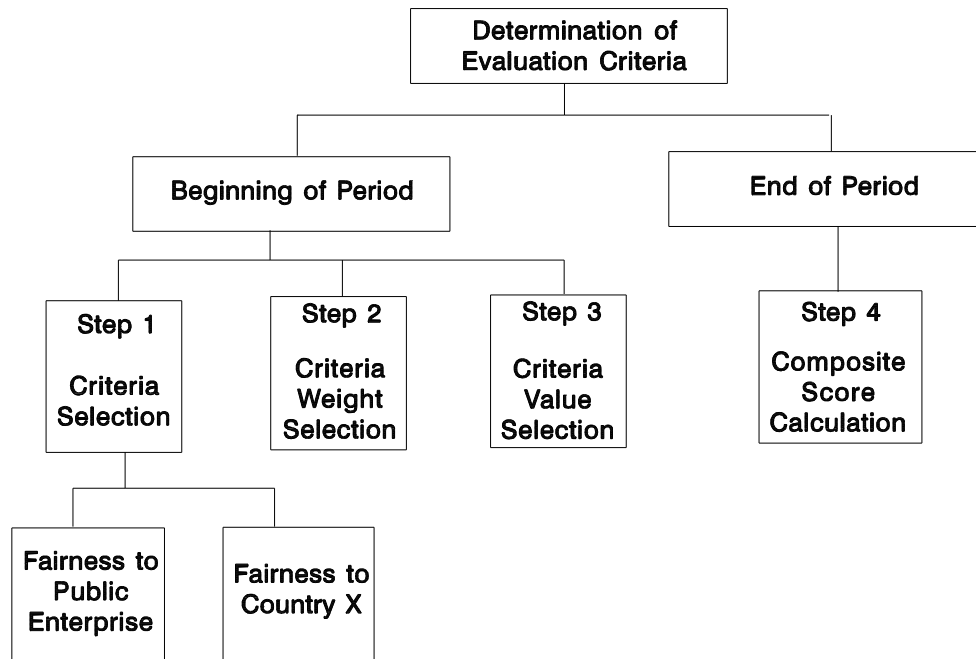 Determination of
Evaluation Criteria
Beginning of Period
End of Period
Step 1
Criteria
Selection
Step 2
Criteria
Weight
Selection
Step 3
Criteria
Value
Selection
Step 4
Composite
Score
Calculation
Fairness to
Public
Enterprise
Fairness to
Country X